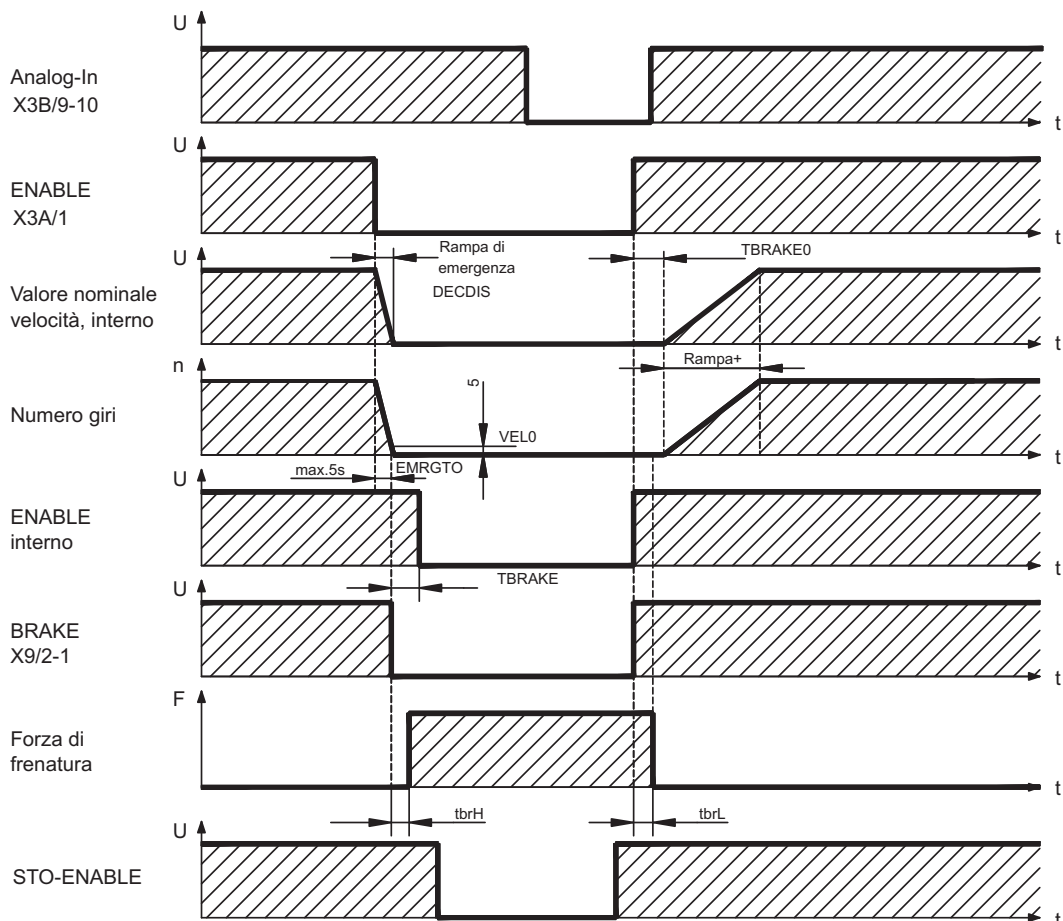 U
Analog-In
X3B/9-10
t
U
ENABLE
X3A/1
t
U
Rampa di
emergenza
DECDIS
TBRAKE0
Valore nominale
velocità, interno
t
n
Rampa+
5
Numero giri
VEL0
t
max.5s
EMRGTO
U
ENABLE
interno
t
U
TBRAKE
BRAKE
X9/2-1
t
F
Forza di
frenatura
t
tbrH
tbrL
U
STO-ENABLE
t